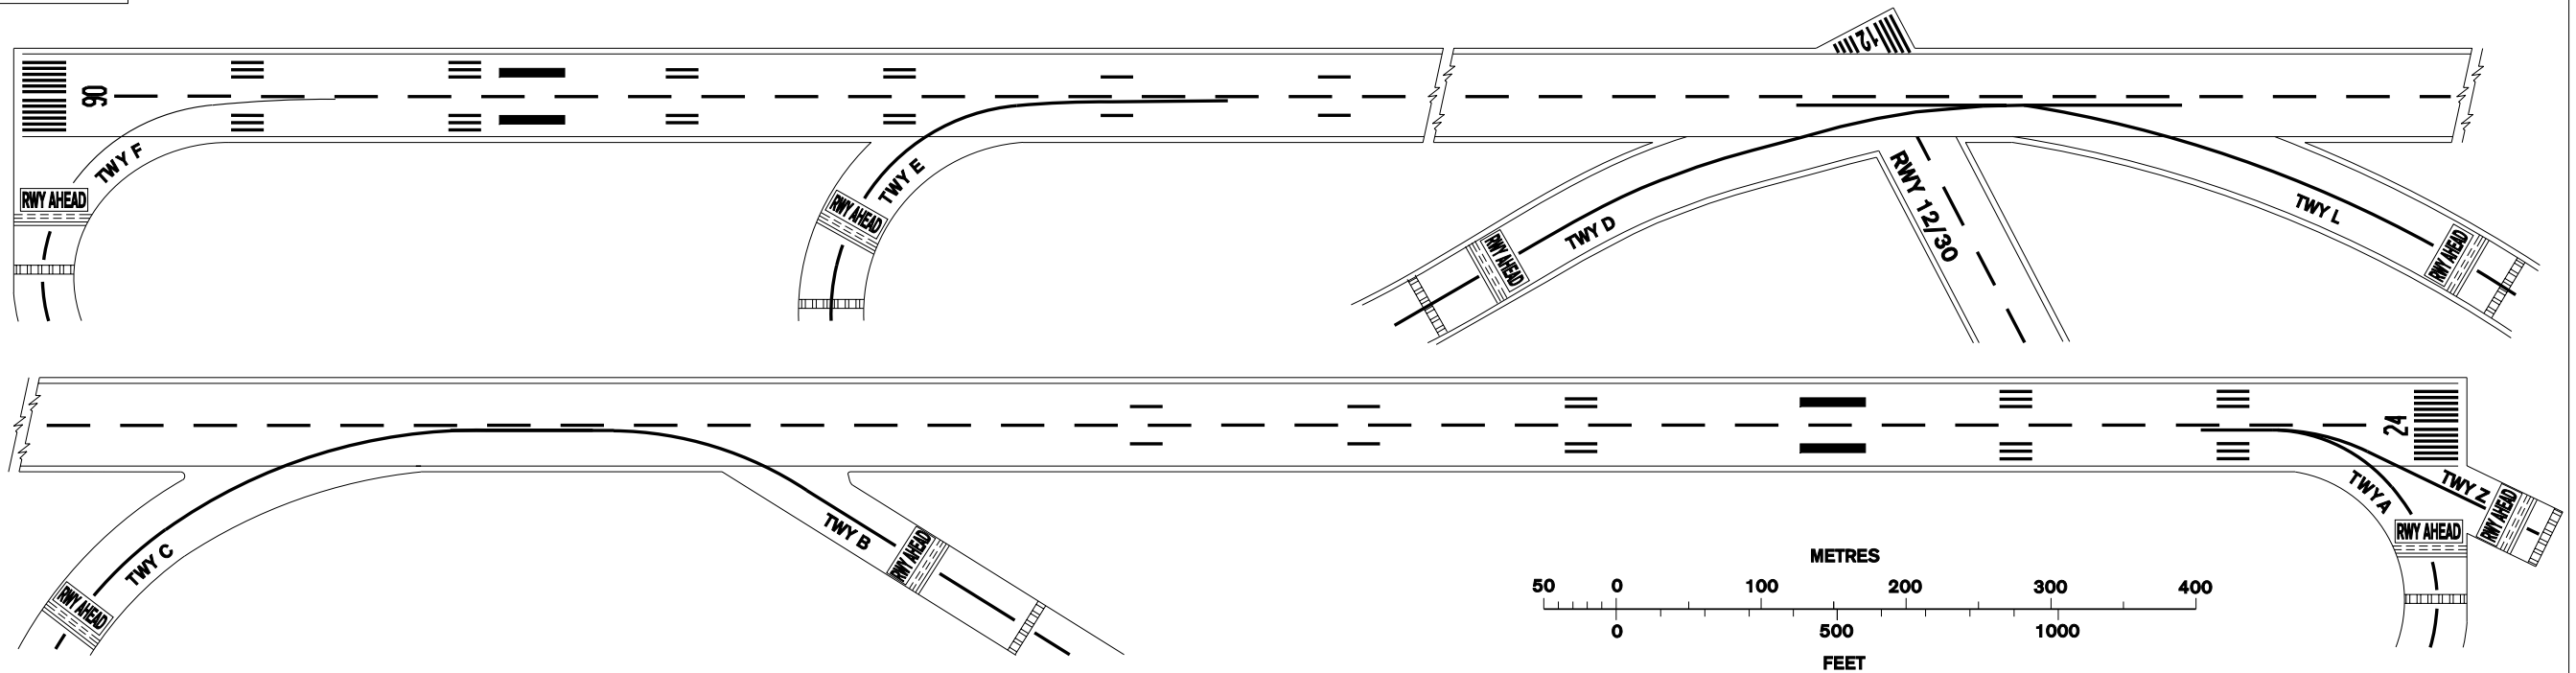 12
06
TWY F
RWY AHEAD
TWY E
RWY AHEAD
RWY 12/30
TWY D
RWY AHEAD
TWY L
RWY AHEAD
24
TWY C
RWY AHEAD
TWY B
RWY AHEAD
TWY A
TWY Z
RWY AHEAD
RWY AHEAD
METRES
50 0 100 200 300 400
0 500 1000
FEET